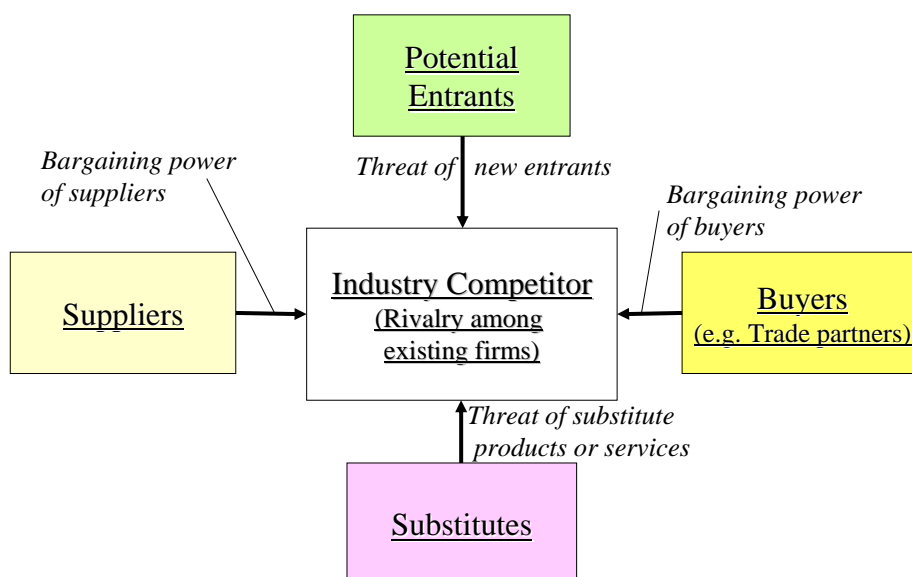 Potential
Entrants
Bargaining power
of suppliers
Threat of new entrants
Bargaining power
of buyers
Suppliers
Industry Competitor
(Rivalry among
existing firms)
Buyers
(e.g. Trade partners)
Threat of substitute
products or services
Substitutes